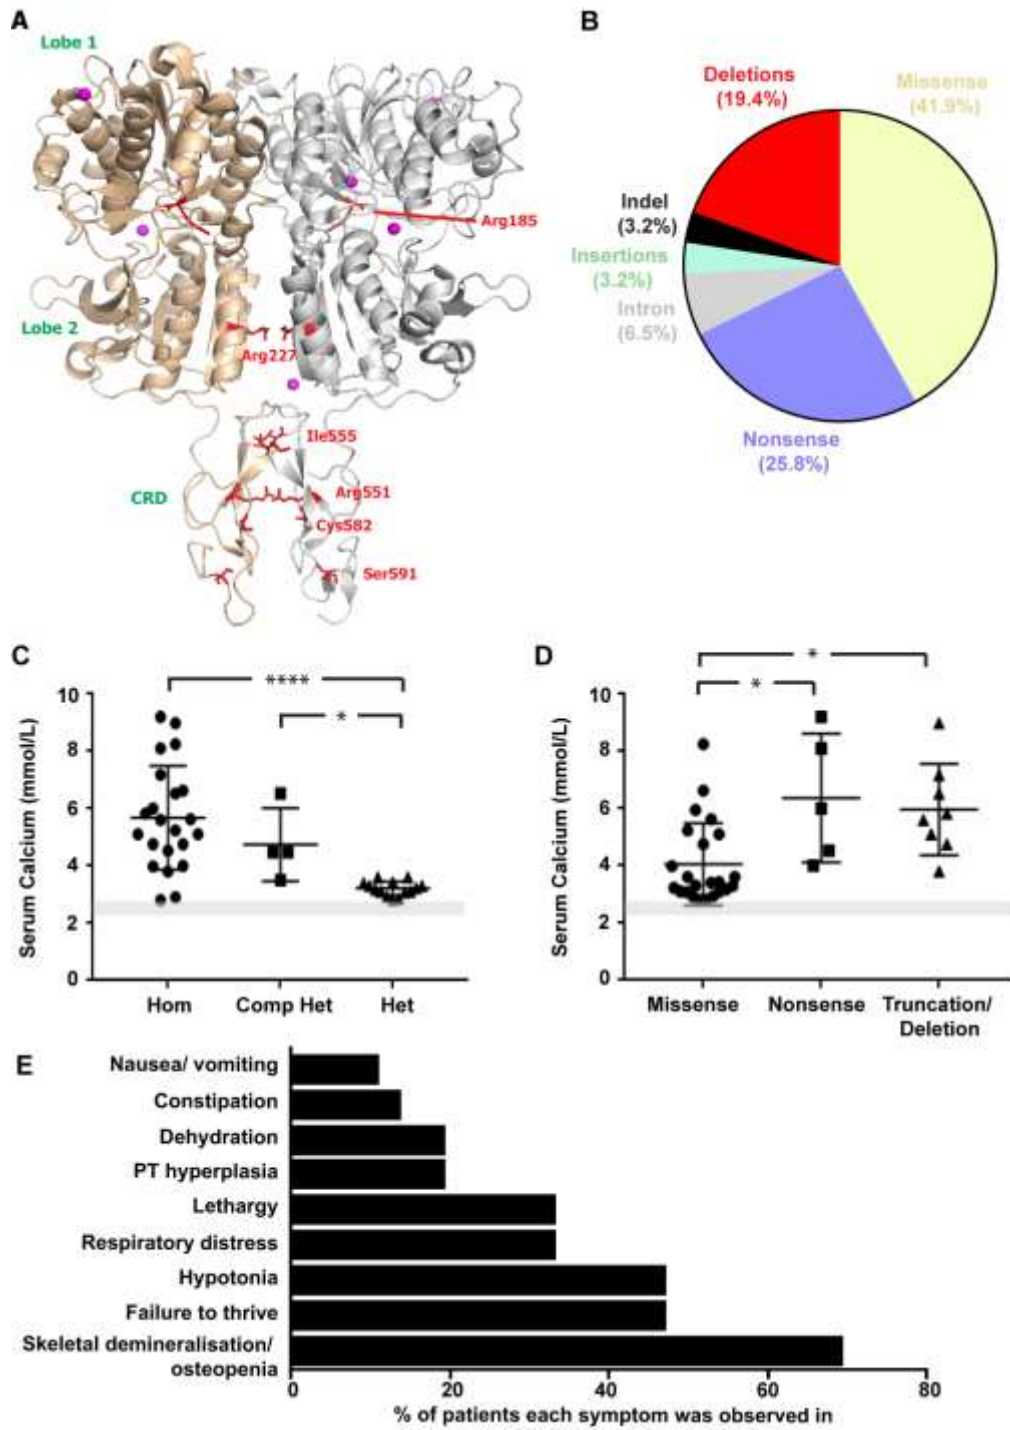 A
Lobe 1
Arg185
Lobe 2
Arg227
Ile555
CRD
Arg551
Cys582
Ser591
B
Deletions
(19.4%)
Missense
(41.9%)
Indel
(3.2%)
Insertions
(3.2%)
Intron
(6.5%)
Nonsense
(25.8%)
C
****
*
Serum Calcium (mmol/L)
10
8
6
4
2
0
Hom
Comp Het
Het
D
*
*
Serum Calcium (mmol/L)
10
8
6
4
2
0
Missense
Nonsense
Truncation/
Deletion
E
Nausea/ vomiting
Constipation
Dehydration
PT hyperplasia
Lethargy
Respiratory distress
Hypotonia
Failure to thrive
Skeletal demineralisation/
osteopenia
0
20
40
60
80
% of patients each symptom was observed in